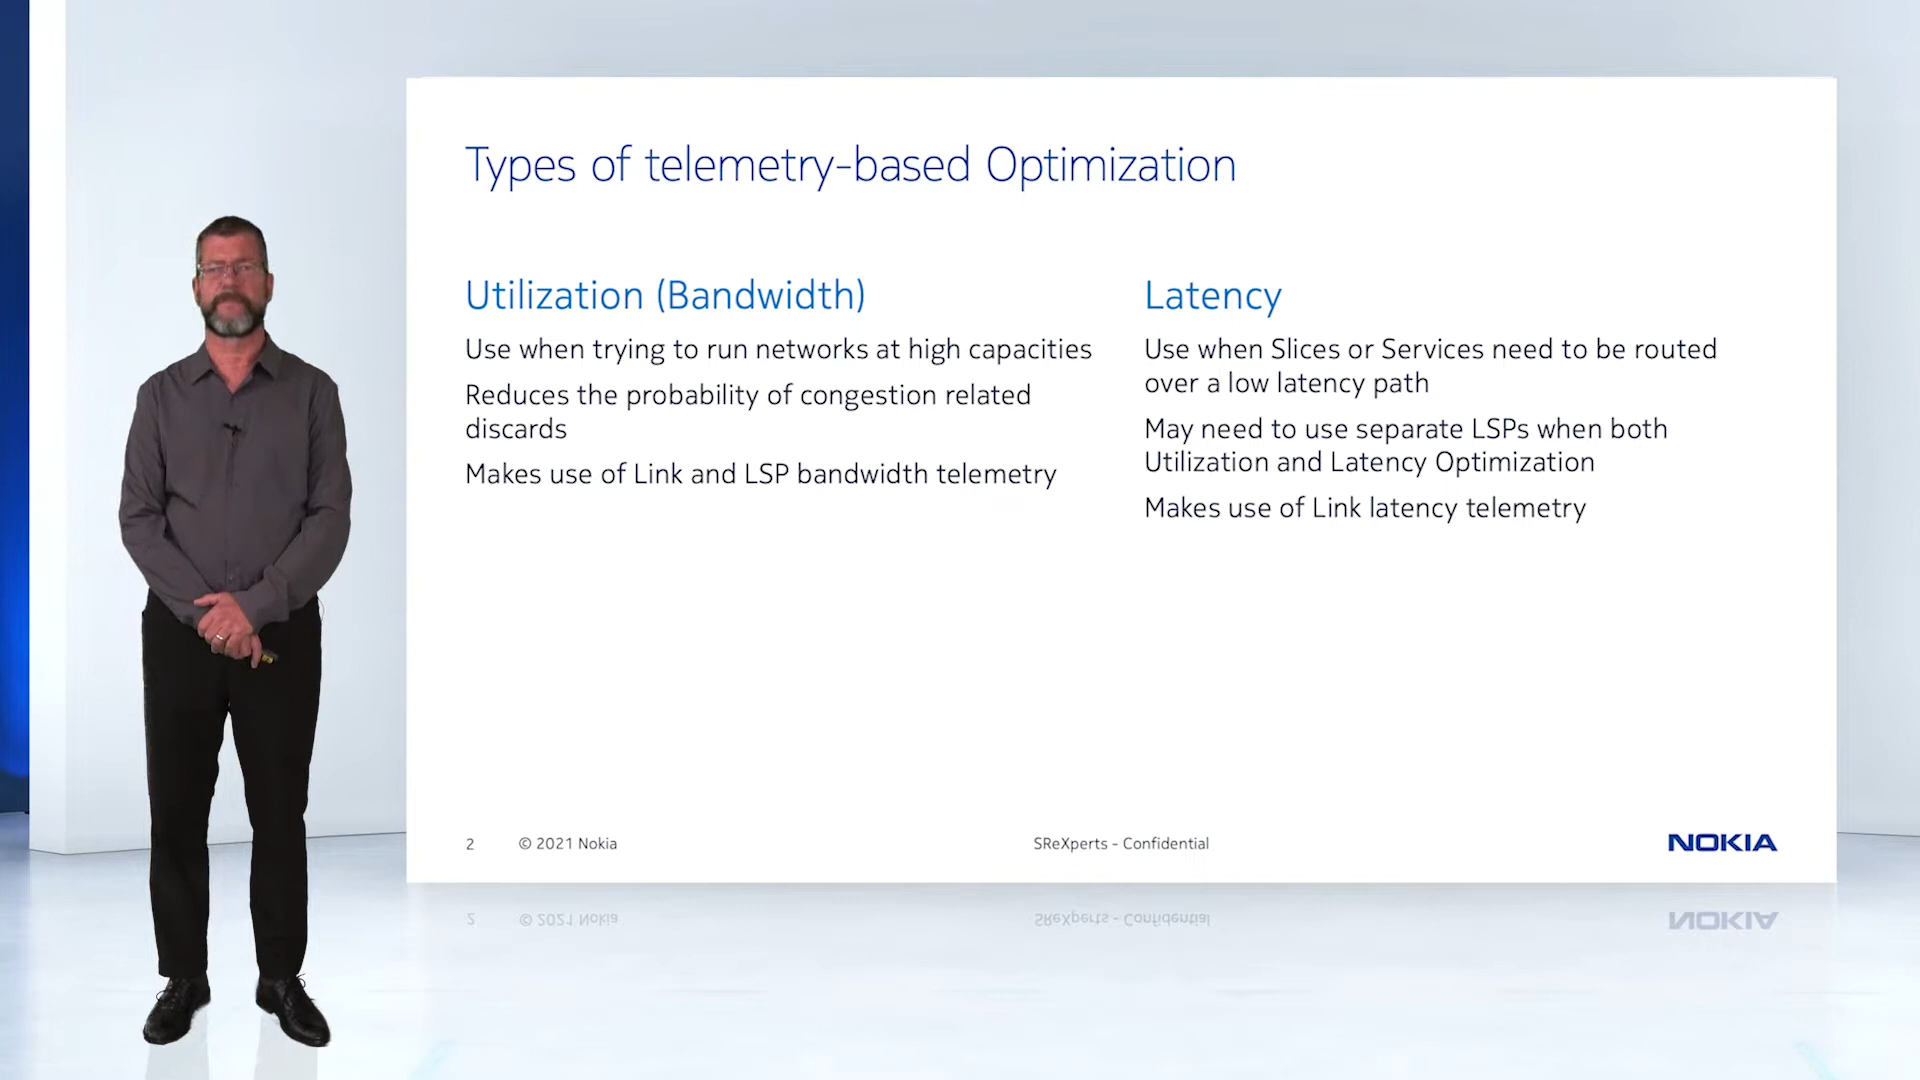 Types of telemetry-based Optimization
Utilization (Bandwidth)
Use when trying to run networks at high capacities
Reduces the probability of congestion related
discards
Makes use of Link and LSP bandwidth telemetry
Latency
Use when Slices or Services need to be routed
over a low latency path
May need to use separate LSPs when both
Utilization and Latency Optimization
Makes use of Link latency telemetry
2
© 2021 Nokia
SReXperts - Confidential
NOKIA